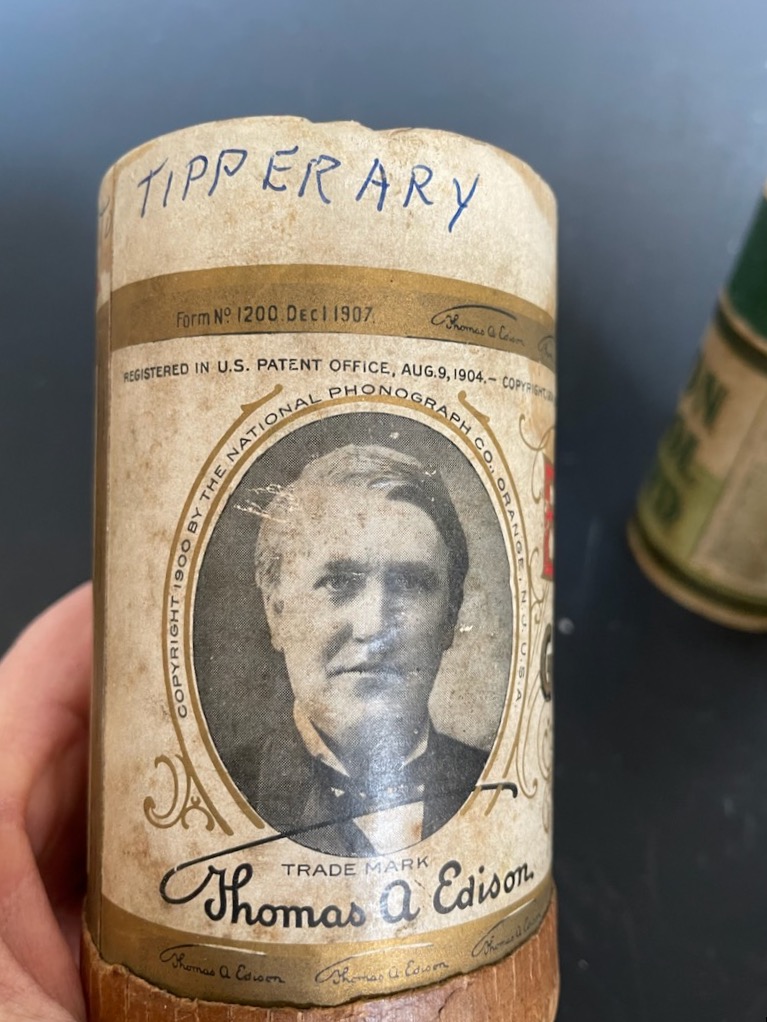 TIPPERARY
Form No. 1200. Dec 1 1907.
Thomas A Edison
REGISTERED IN U.S. PATENT OFFICE, AUG. 9, 1904. – COPYRIGHT
COPYRIGHT 1900 BY THE NATIONAL PHONOGRAPH CO., ORANGE, N.J. U.S.A.
TRADE MARK
Thomas A Edison.
Thomas A Edison Thomas A Edison Thomas A Edison